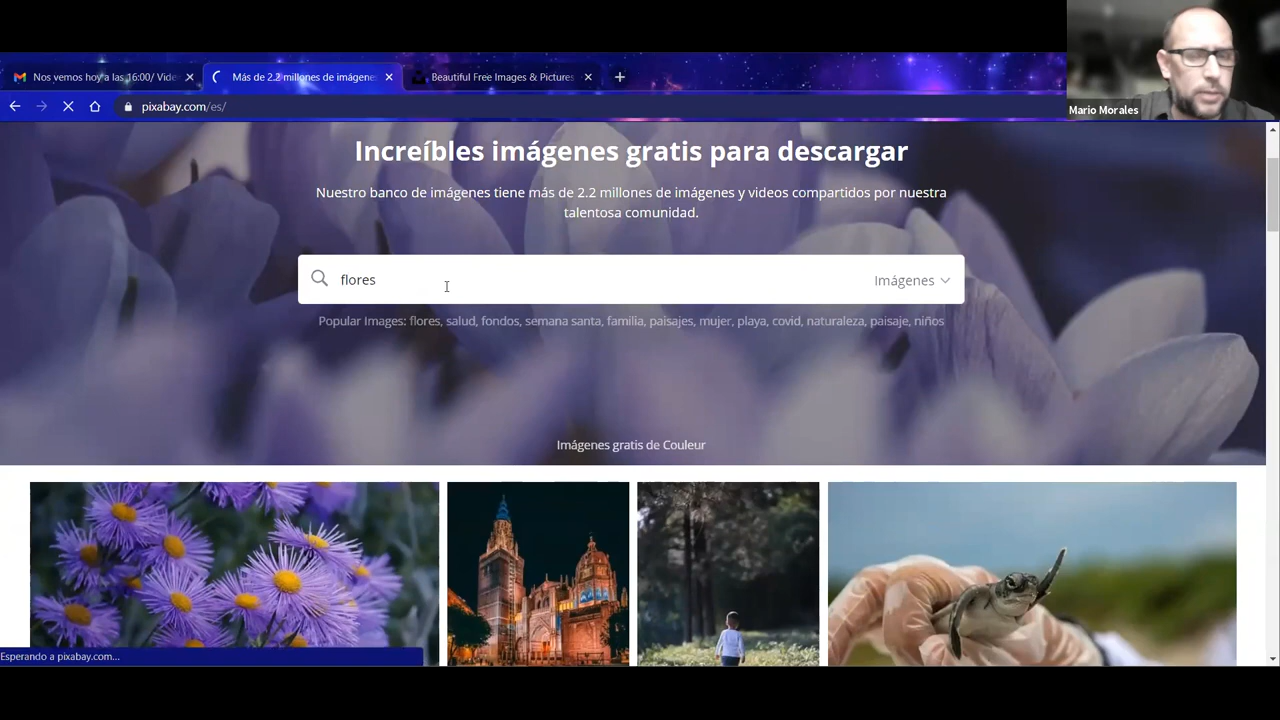 Nos vemos hoy a las 16:00/ Vide
Más de 2.2 millones de imágenes
Beautiful Free Images & Pictures
Mario Morales
pixabay.com/es/
Increíbles imágenes gratis para descargar
Nuestro banco de imágenes tiene más de 2.2 millones de imágenes y videos compartidos por nuestra
talentosa comunidad.
flores
Imágenes
Popular Images: flores, salud, fondos, semana santa, familia, paisajes, mujer, playa, covid, naturaleza, paisaje, niños
Imágenes gratis de Couleur
Esperando a pixabay.com...